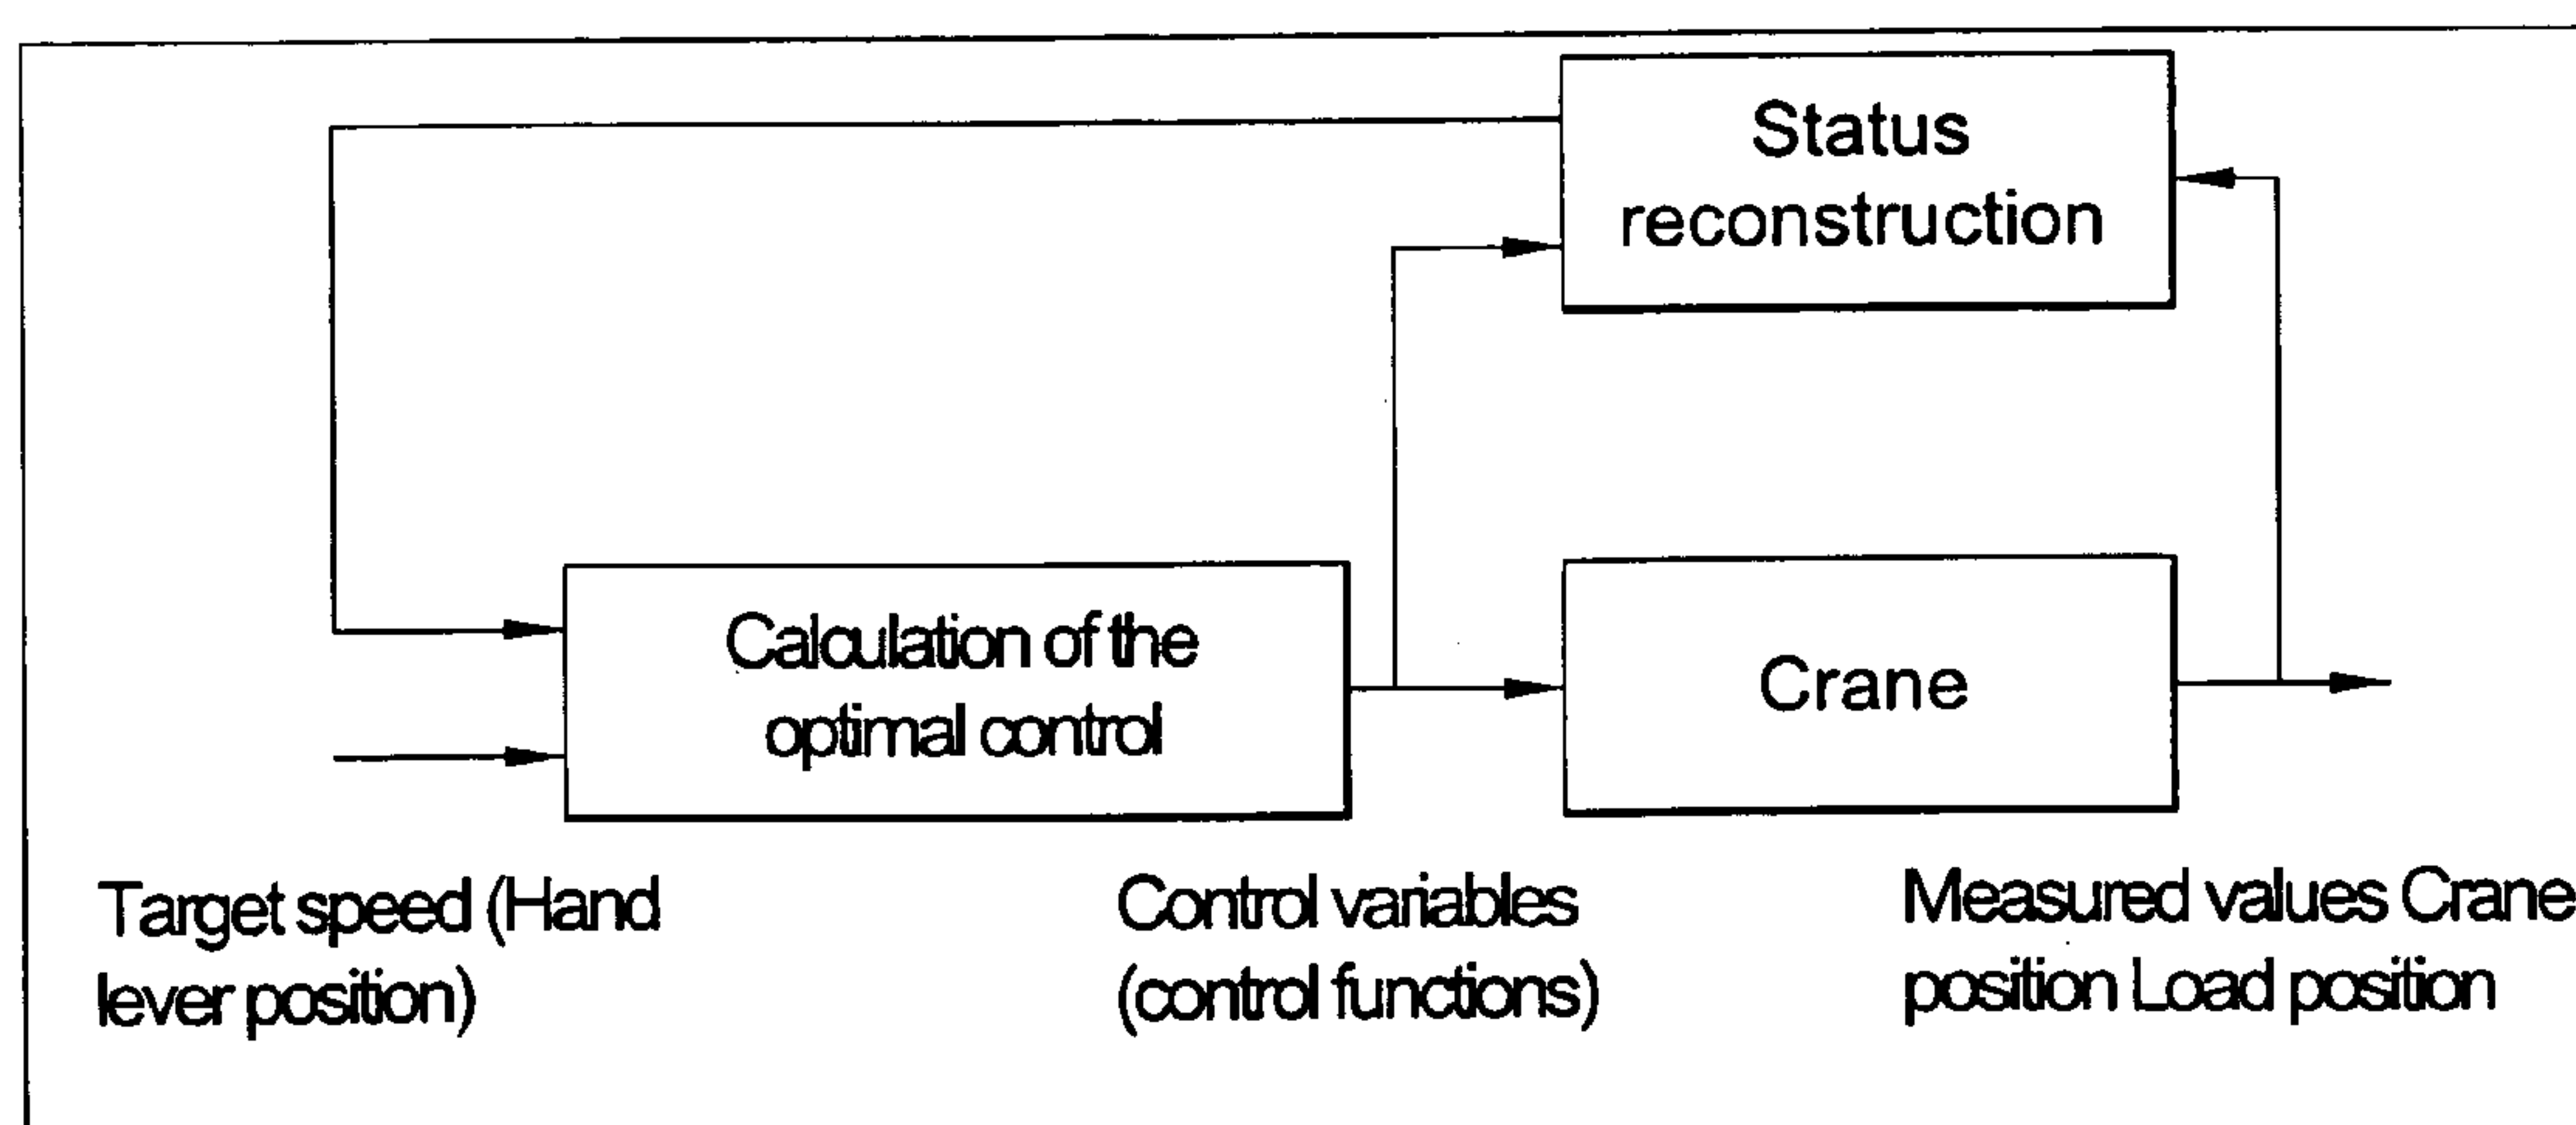 Status
reconstruction
Calculation of the
optimal control
Crane
Target speed (Hand
lever position)
Control variables
(control functions)
Measured values Crane
position Load position